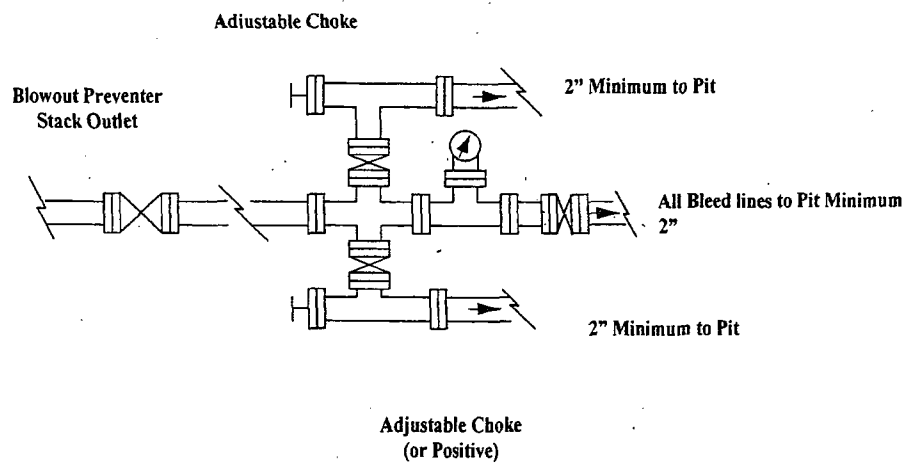 Adjustable Choke
2" Minimum to Pit
Blowout Preventer
Stack Outlet
All Bleed lines to Pit Minimum
2"
2" Minimum to Pit
Adjustable Choke
(or Positive)